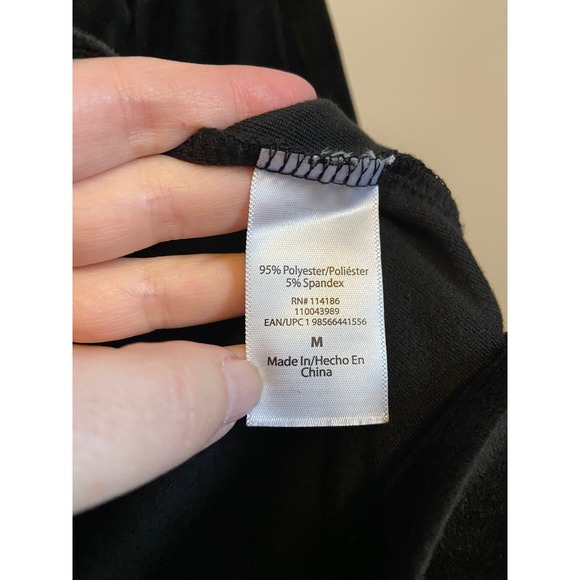 95% Polyester/Poliéster
5% Spandex
RN# 114186
110043989
EAN/UPC 1 98566441556
M
Made In/Hecho En
China